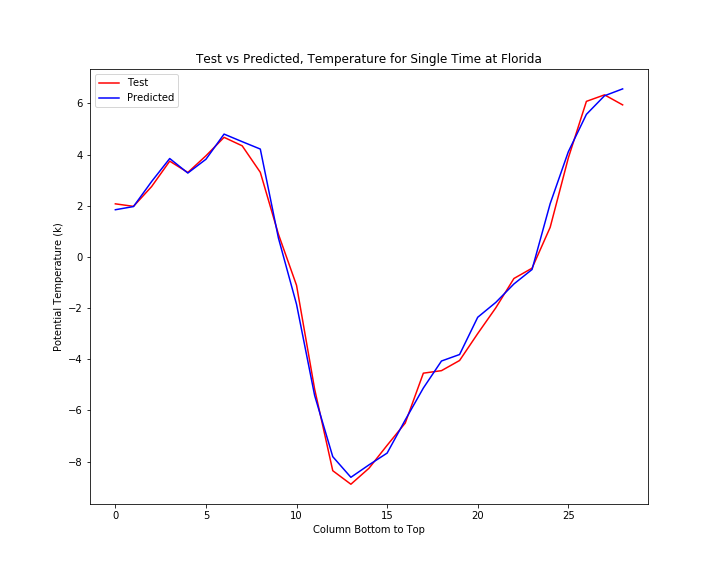 Test vs Predicted, Temperature for Single Time at Florida
Test
Predicted
6
4
2
0
−2
−4
−6
−8
Potential Temperature (k)
0 5 10 15 20 25
Column Bottom to Top